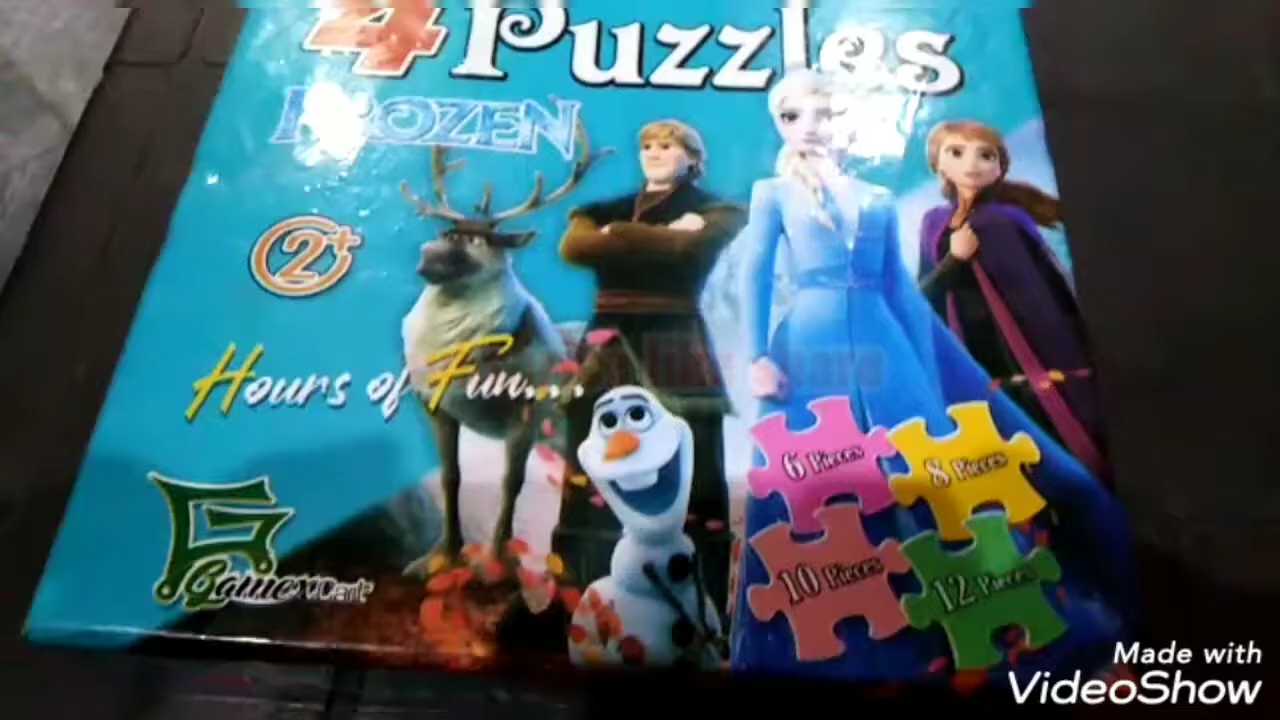 4 Puzzles
FROZEN
2+
Hours of Fun...
6 Pieces
8 Pieces
10 Pieces
12 Pieces
Made with
VideoShow